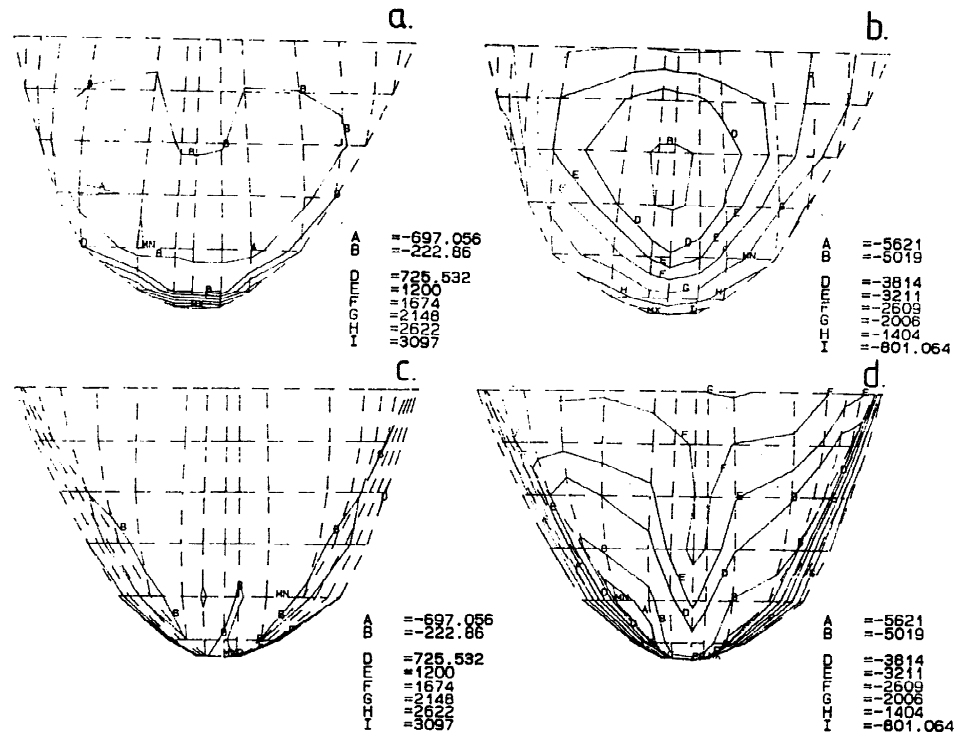 a.
A =-697.056
B =-222.86
D =725.532
E =1200
F =1674
G =2148
H =2622
I =3097
b.
A =-5621
B =-5019
D =-3814
E =-3211
F =-2609
G =-2006
H =-1404
I =-801.064
c.
A =-697.056
B =-222.86
D =725.532
E =1200
F =1674
G =2148
H =2622
I =3097
d.
A =-5621
B =-5019
D =-3814
E =-3211
F =-2609
G =-2006
H =-1404
I =-801.064